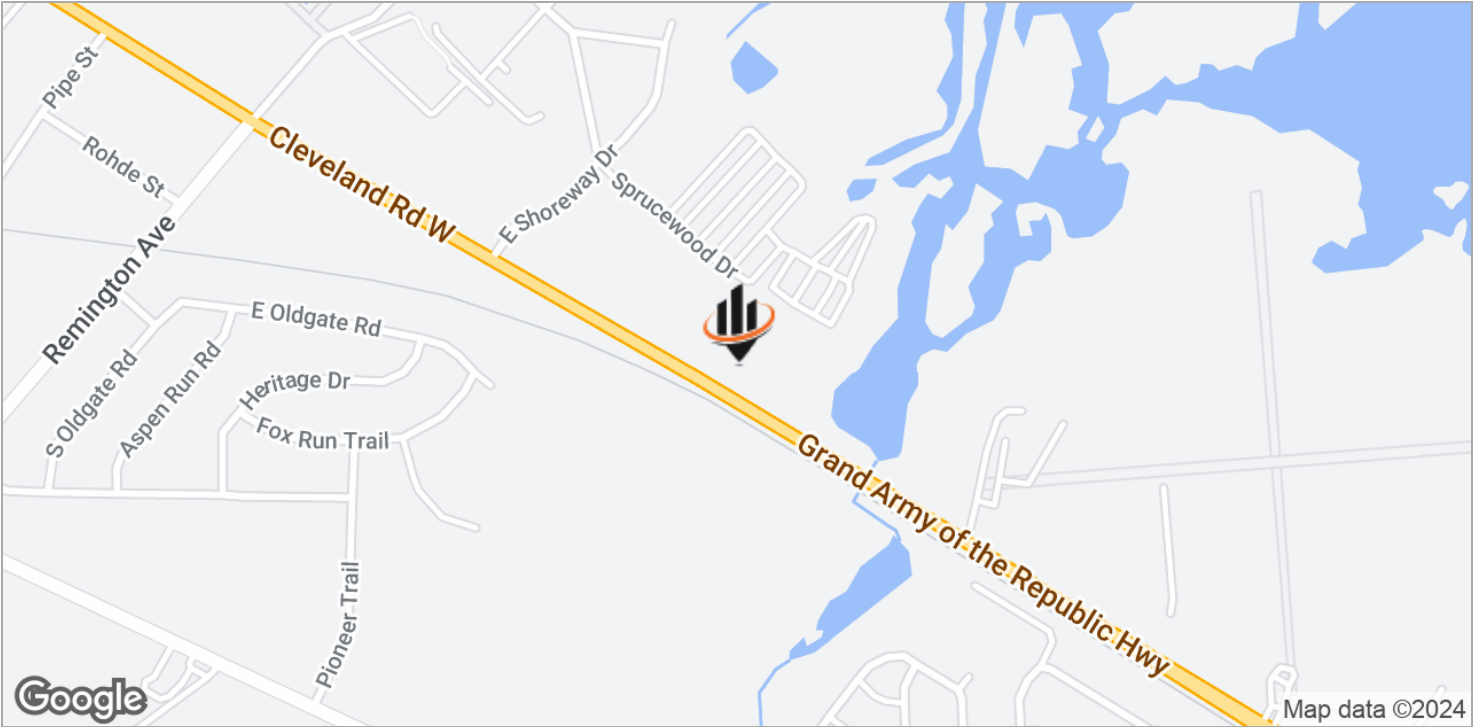 Pipe St
Rohde St
Cleveland Rd W
E Shoreway Dr
Sprucewood Dr
Remington Ave
E Oldgate Rd
S Oldgate Rd
Aspen Run Rd
Heritage Dr
Fox Run Trail
Grand Army of the Republic Hwy
Pioneer Trail
Google
Map data ©2024